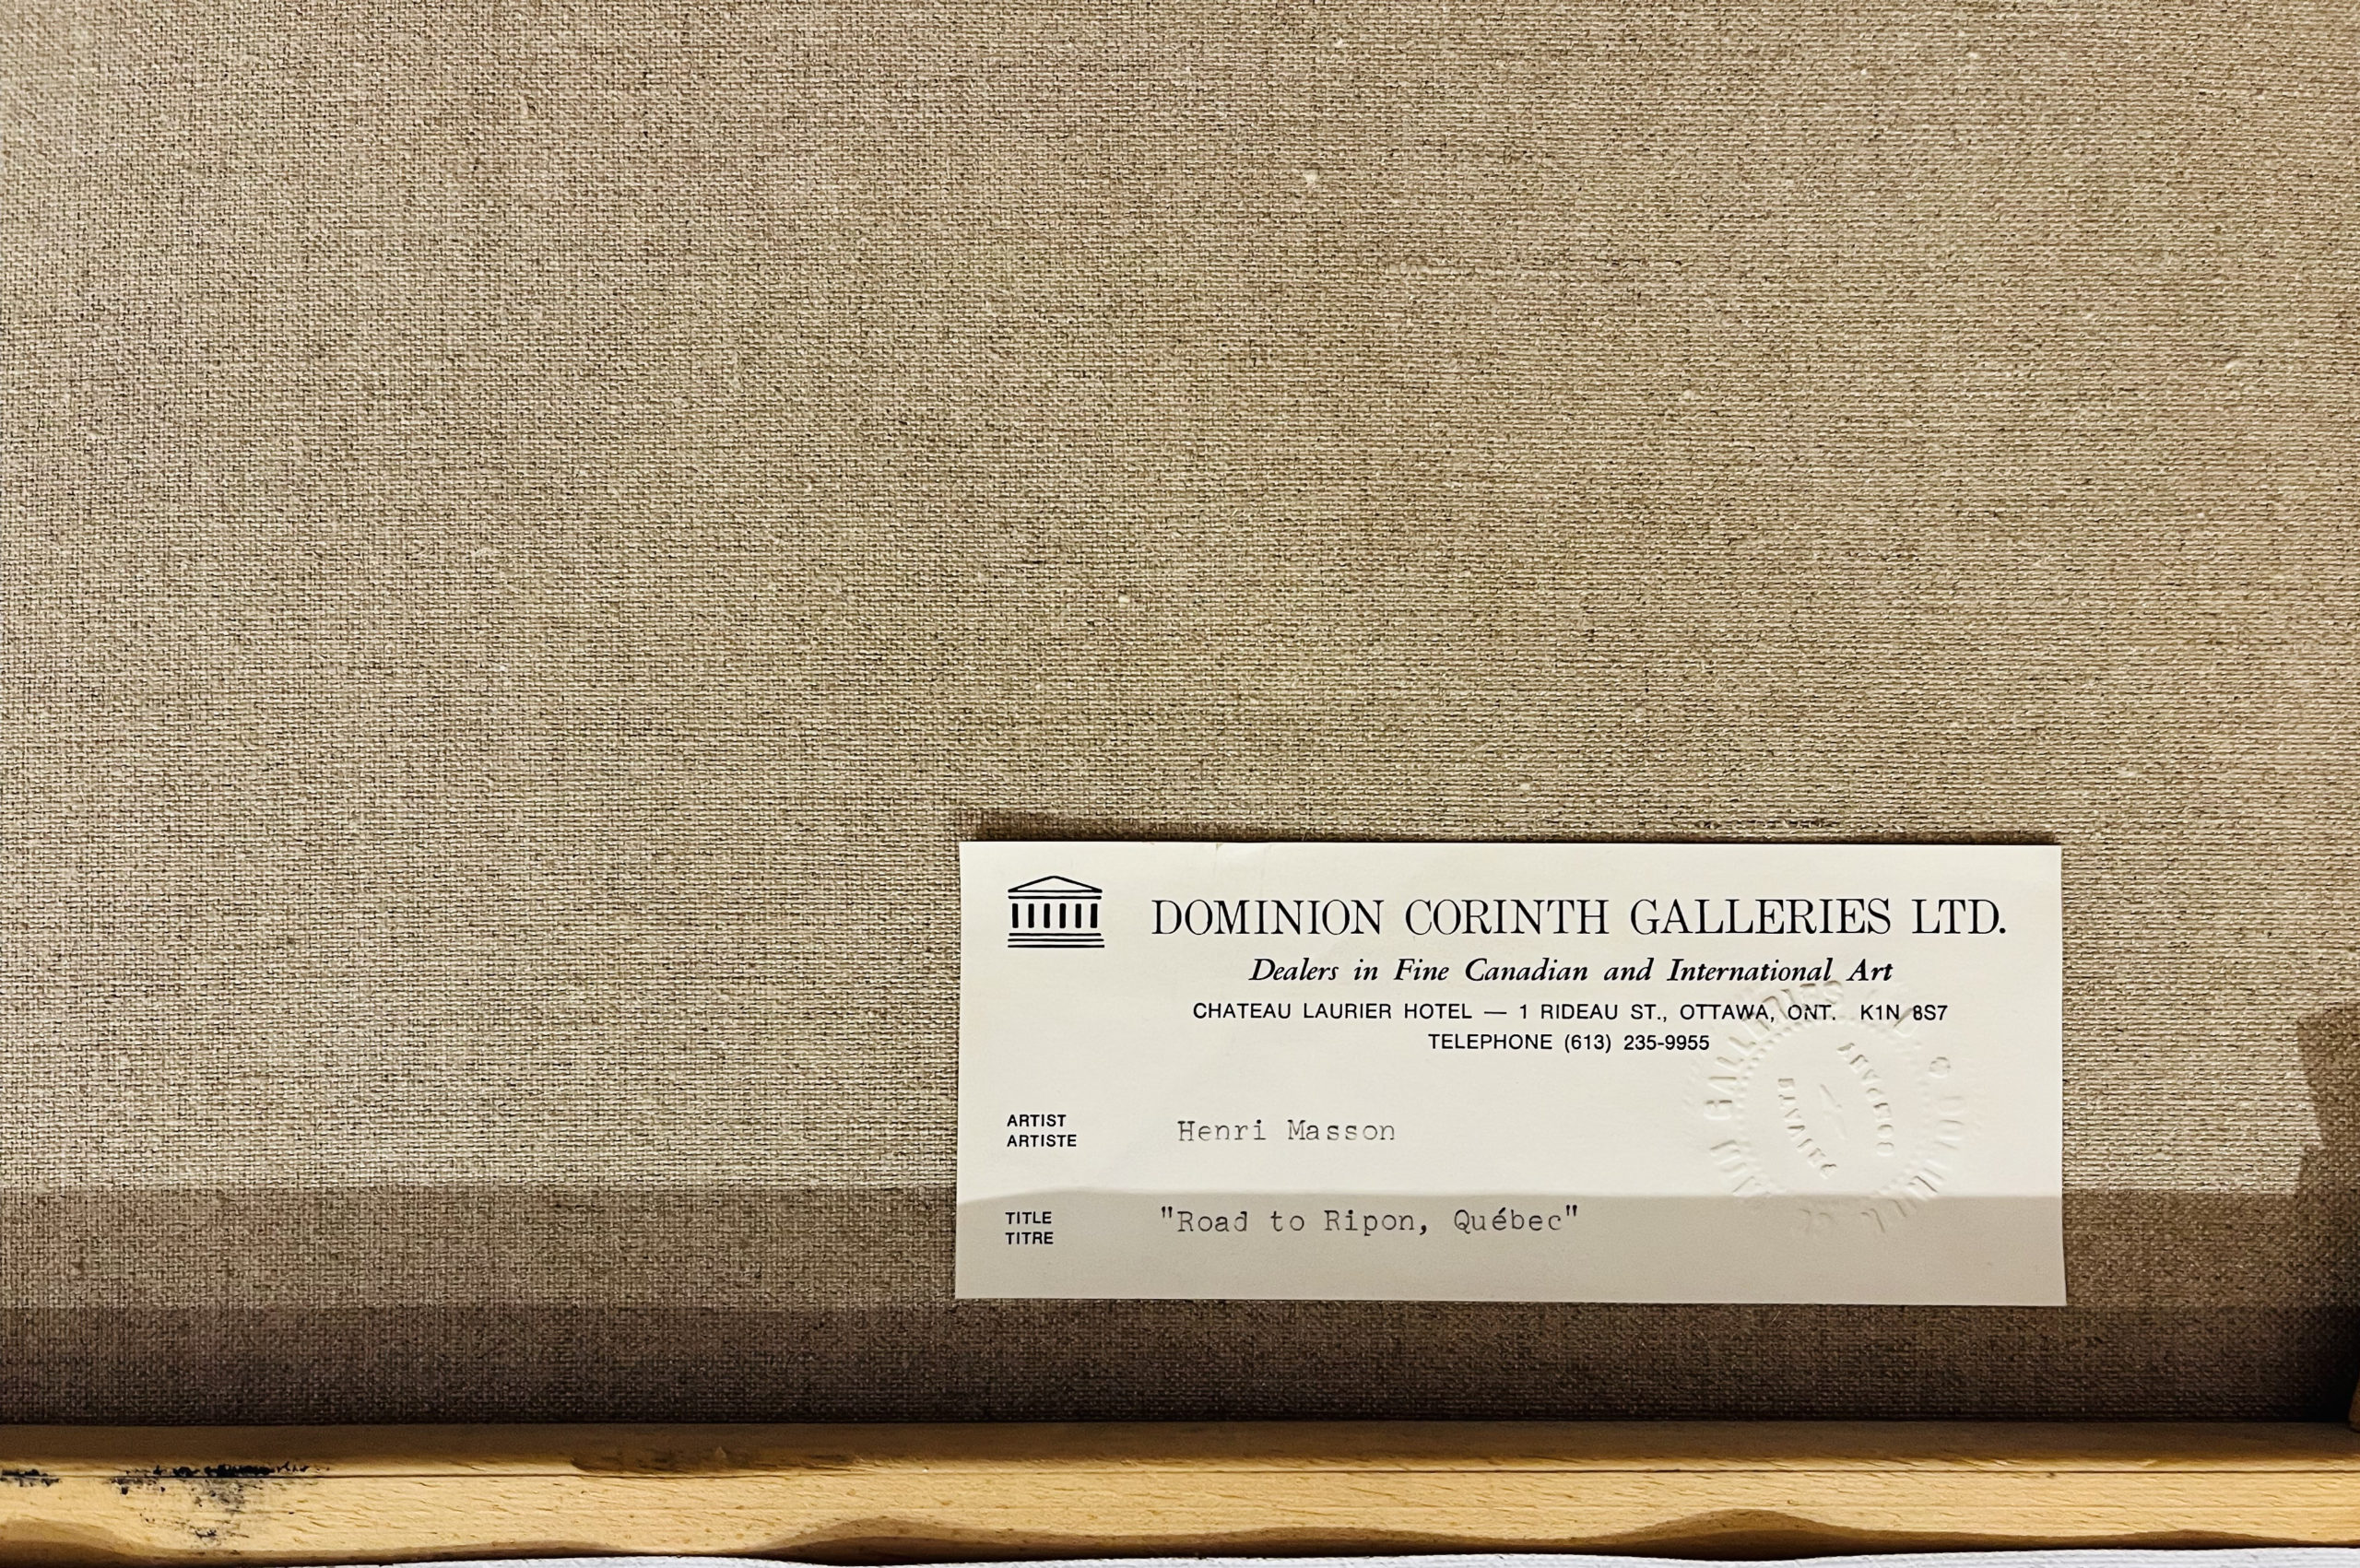 DOMINION CORINTH GALLERIES LTD.
Dealers in Fine Canadian and International Art
CHATEAU LAURIER HOTEL — 1 RIDEAU ST., OTTAWA, ONT. K1N 8S7
TELEPHONE (613) 235-9955
ARTIST
ARTISTE
Henri Masson
TITLE
TITRE
"Road to Ripon, Québec"
GALLERIES